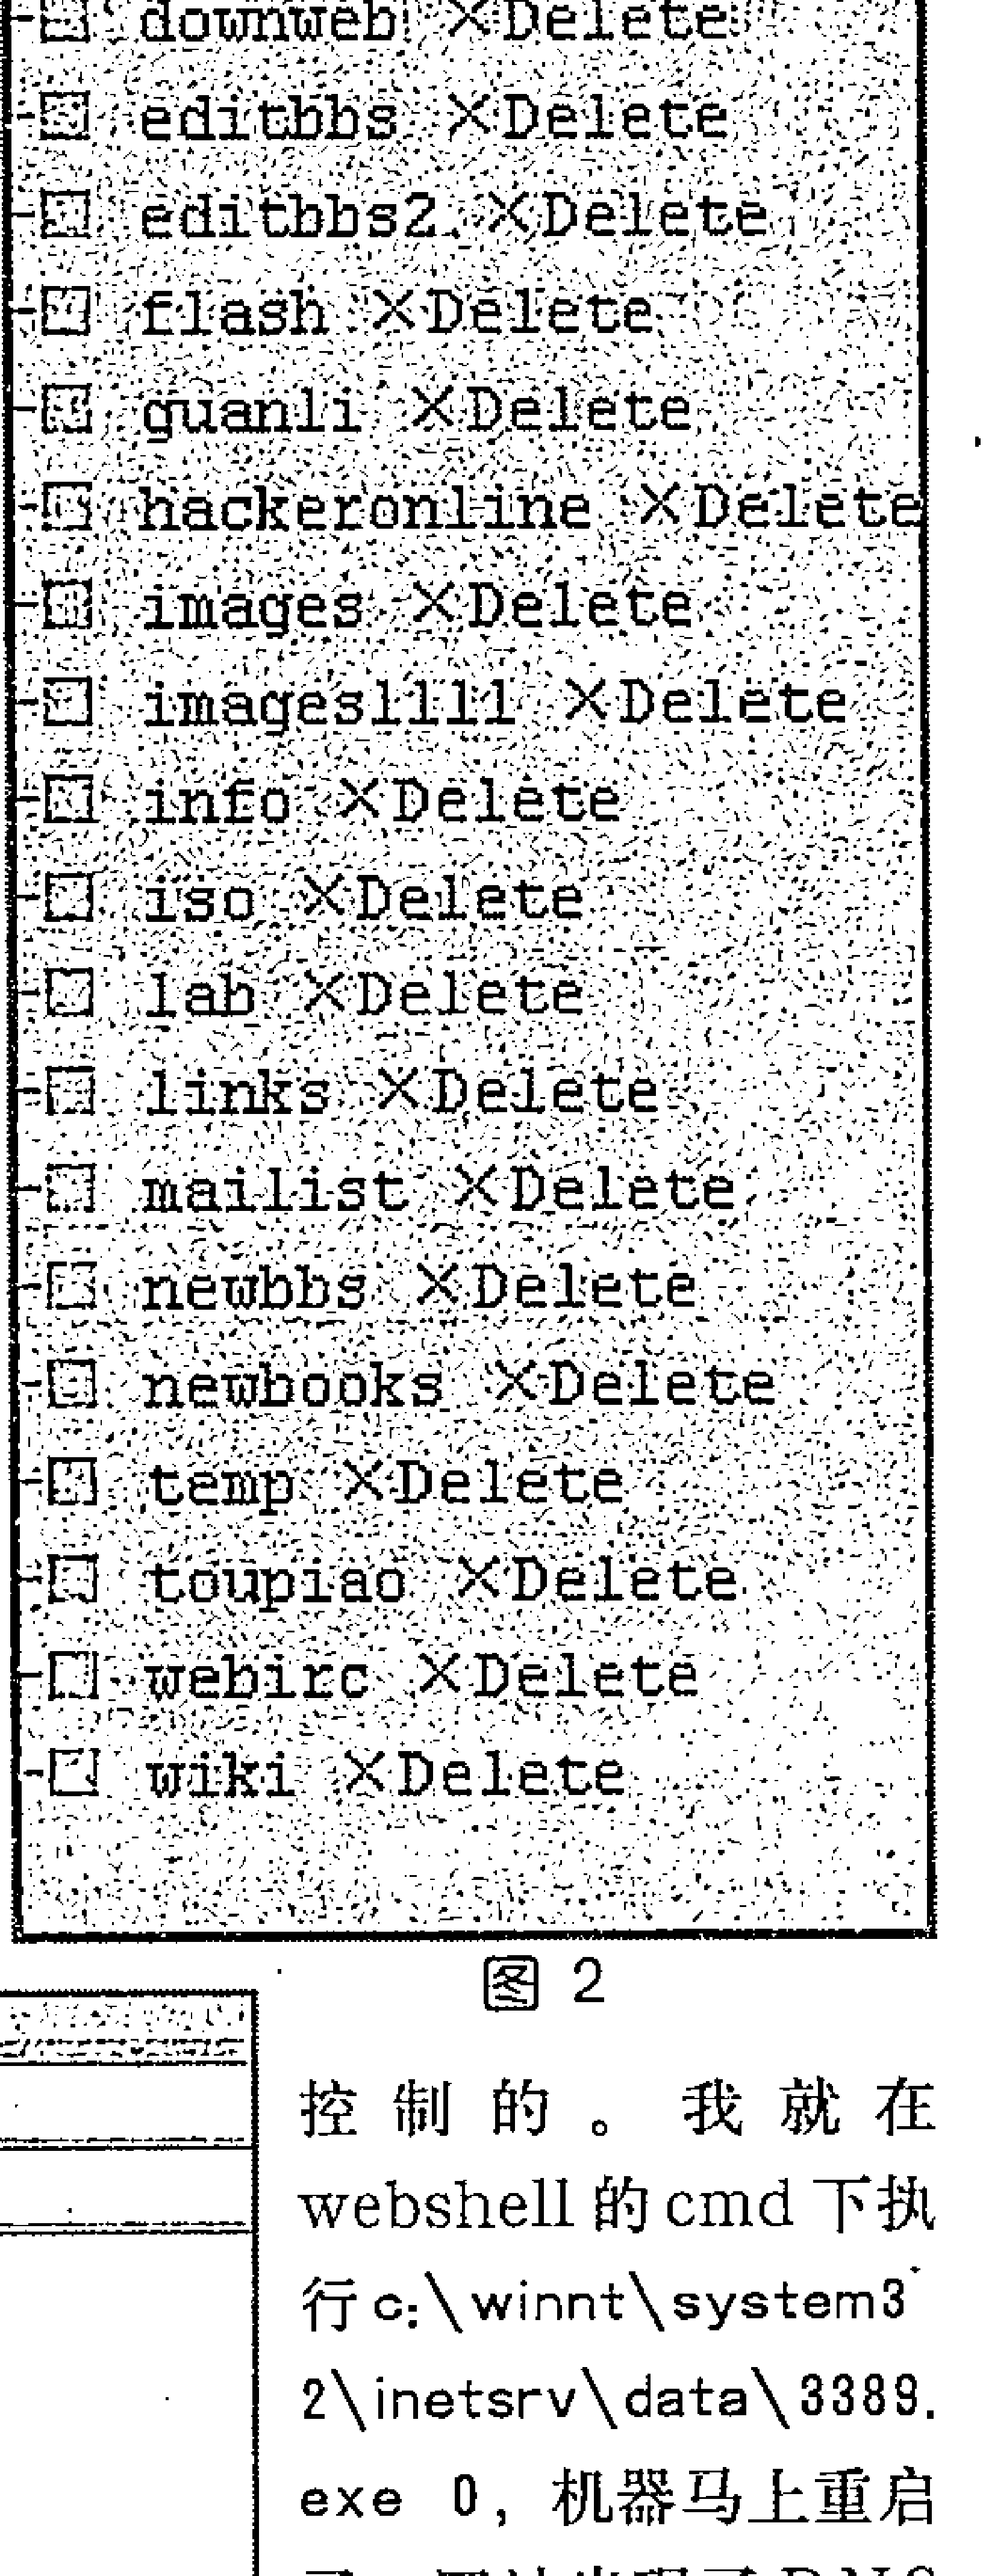 downweb ×Delete
editbbs ×Delete
editbbs2 ×Delete
flash ×Delete
guanli ×Delete
hackeronline ×Delete
images ×Delete
images1111 ×Delete
info ×Delete
iso ×Delete
lab ×Delete
links ×Delete
mailist ×Delete
newbbs ×Delete
newbooks ×Delete
temp ×Delete
toupiao ×Delete
webirc ×Delete
wiki ×Delete
图 2
控制的。我就在
webshell 的 cmd 下执
行 c:\winnt\system3
2\inetsrv\data\3389.
exe 0, 机器马上重启